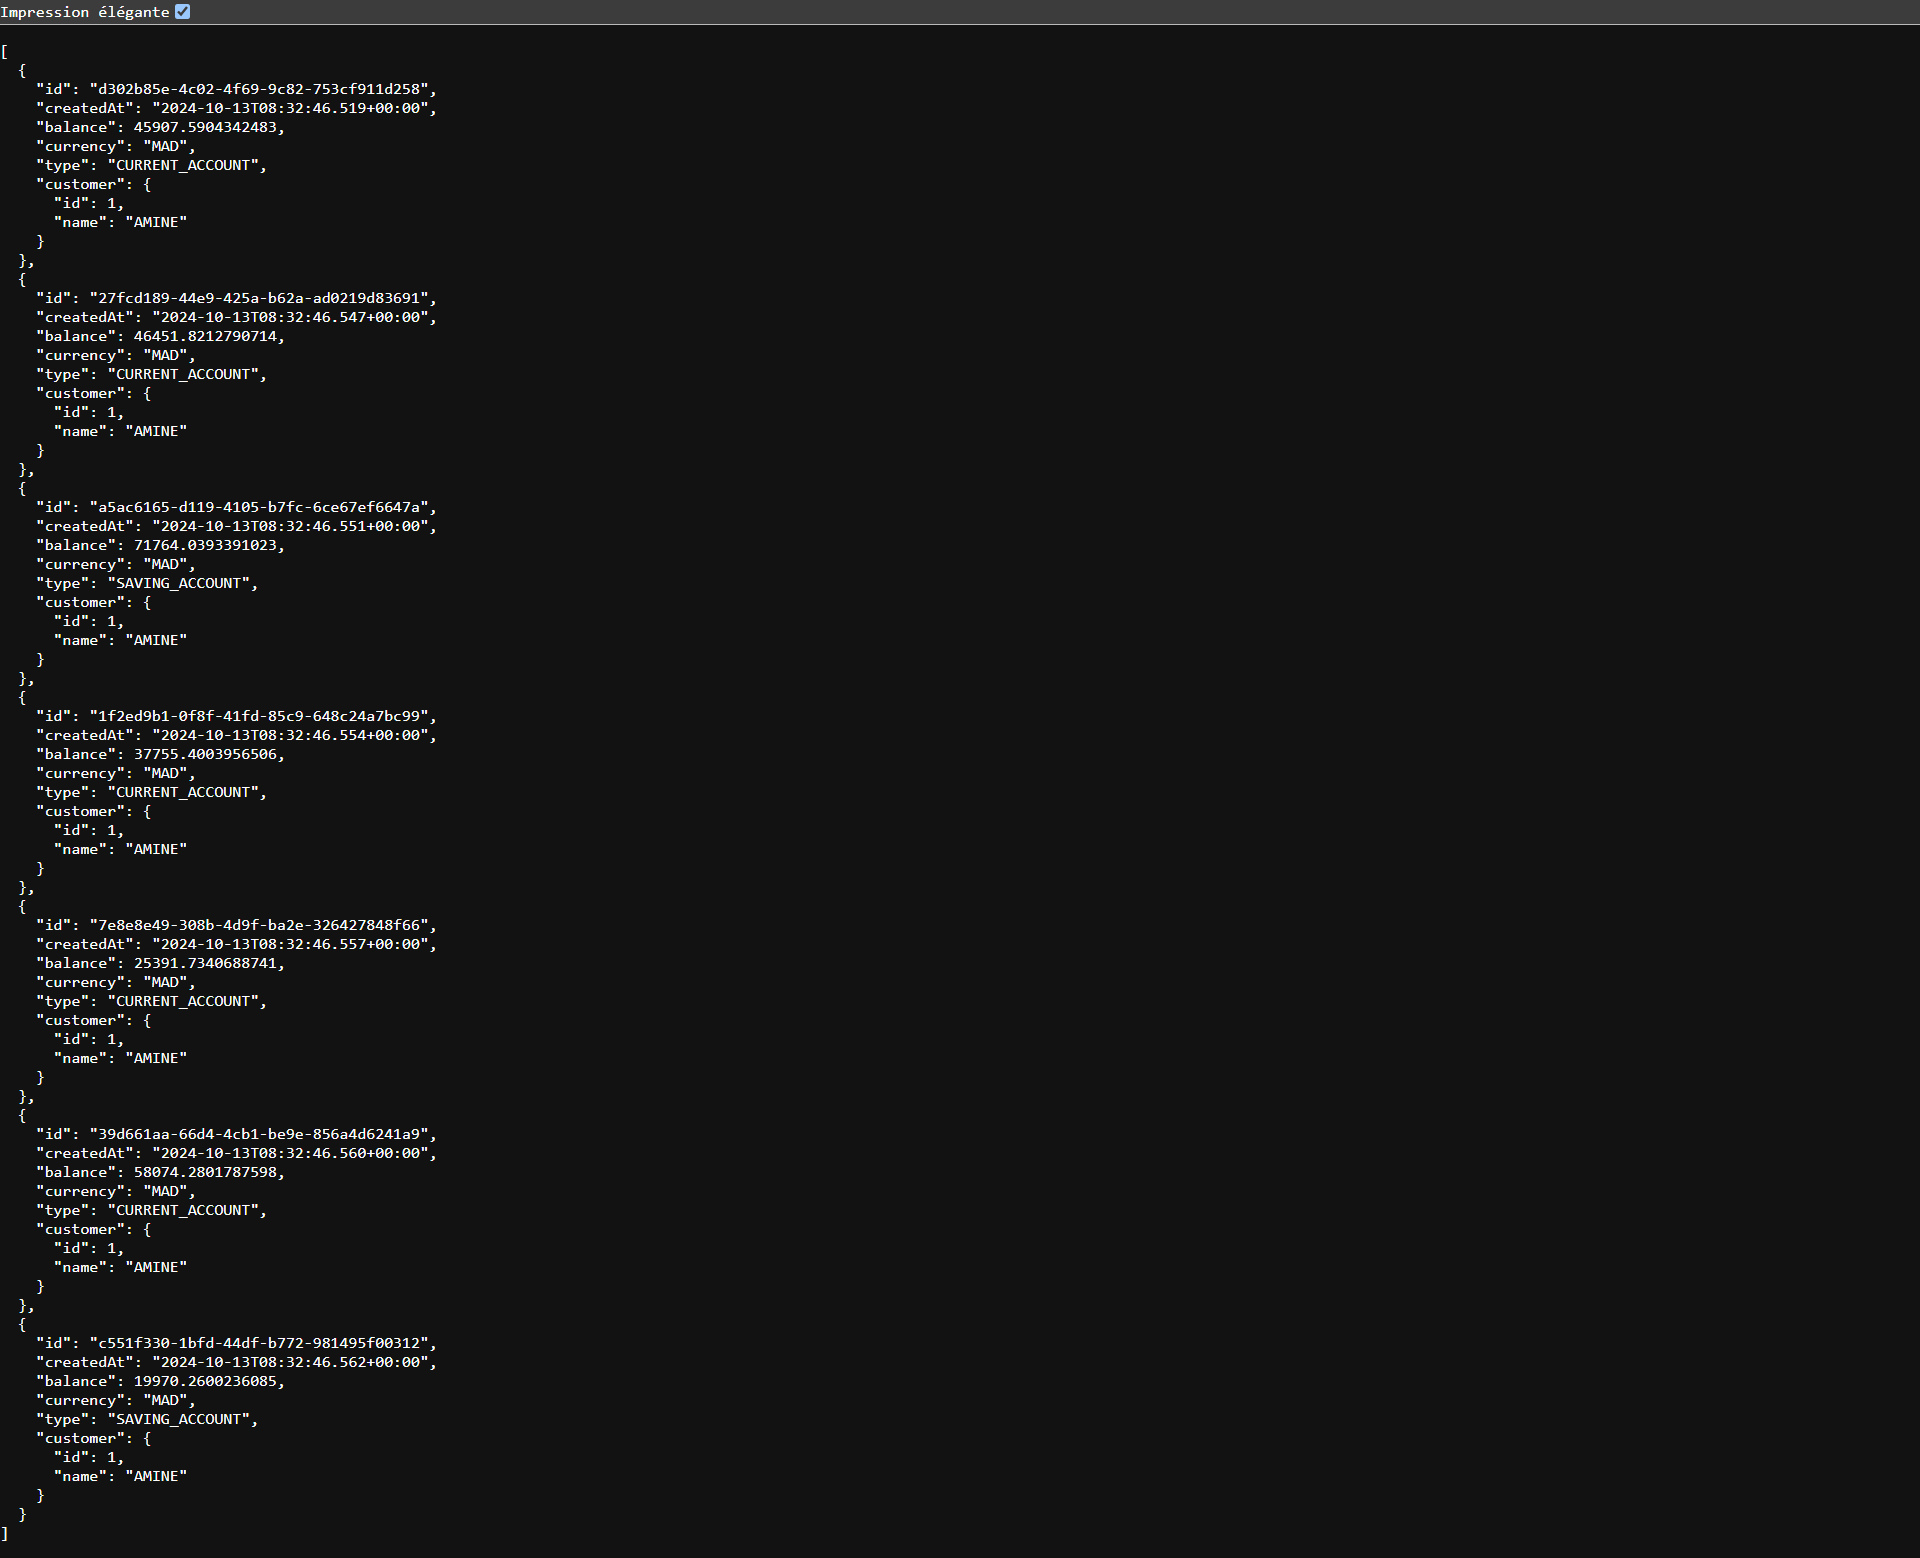 Impression élégante
[
  {
    "id": "d302b85e-4c02-4f69-9c82-753cf911d258",
    "createdAt": "2024-10-13T08:32:46.519+00:00",
    "balance": 45907.5904342483,
    "currency": "MAD",
    "type": "CURRENT_ACCOUNT",
    "customer": {
      "id": 1,
      "name": "AMINE"
    }
  },
  {
    "id": "27fcd189-44e9-425a-b62a-ad0219d83691",
    "createdAt": "2024-10-13T08:32:46.547+00:00",
    "balance": 46451.8212790714,
    "currency": "MAD",
    "type": "CURRENT_ACCOUNT",
    "customer": {
      "id": 1,
      "name": "AMINE"
    }
  },
  {
    "id": "a5ac6165-d119-4105-b7fc-6ce67ef6647a",
    "createdAt": "2024-10-13T08:32:46.551+00:00",
    "balance": 71764.0393391023,
    "currency": "MAD",
    "type": "SAVING_ACCOUNT",
    "customer": {
      "id": 1,
      "name": "AMINE"
    }
  },
  {
    "id": "1f2ed9b1-0f8f-41fd-85c9-648c24a7bc99",
    "createdAt": "2024-10-13T08:32:46.554+00:00",
    "balance": 37755.4003956506,
    "currency": "MAD",
    "type": "CURRENT_ACCOUNT",
    "customer": {
      "id": 1,
      "name": "AMINE"
    }
  },
  {
    "id": "7e8e8e49-308b-4d9f-ba2e-326427848f66",
    "createdAt": "2024-10-13T08:32:46.557+00:00",
    "balance": 25391.7340688741,
    "currency": "MAD",
    "type": "CURRENT_ACCOUNT",
    "customer": {
      "id": 1,
      "name": "AMINE"
    }
  },
  {
    "id": "39d661aa-66d4-4cb1-be9e-856a4d6241a9",
    "createdAt": "2024-10-13T08:32:46.560+00:00",
    "balance": 58074.2801787598,
    "currency": "MAD",
    "type": "CURRENT_ACCOUNT",
    "customer": {
      "id": 1,
      "name": "AMINE"
    }
  },
  {
    "id": "c551f330-1bfd-44df-b772-981495f00312",
    "createdAt": "2024-10-13T08:32:46.562+00:00",
    "balance": 19970.2600236085,
    "currency": "MAD",
    "type": "SAVING_ACCOUNT",
    "customer": {
      "id": 1,
      "name": "AMINE"
    }
  }
]